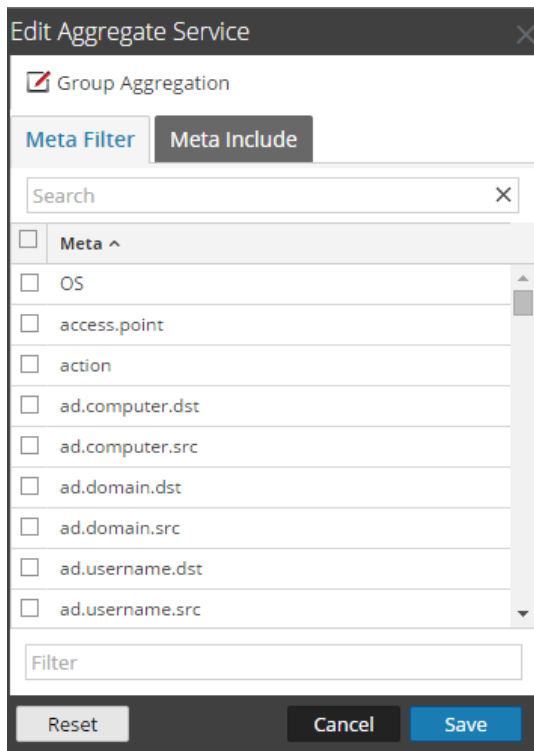 Edit Aggregate Service
Group Aggregation
Meta Filter Meta Include
Search
Meta
OS
access.point
action
ad.computer.dst
ad.computer.src
ad.domain.dst
ad.domain.src
ad.username.dst
ad.username.src
Filter
Reset Cancel Save